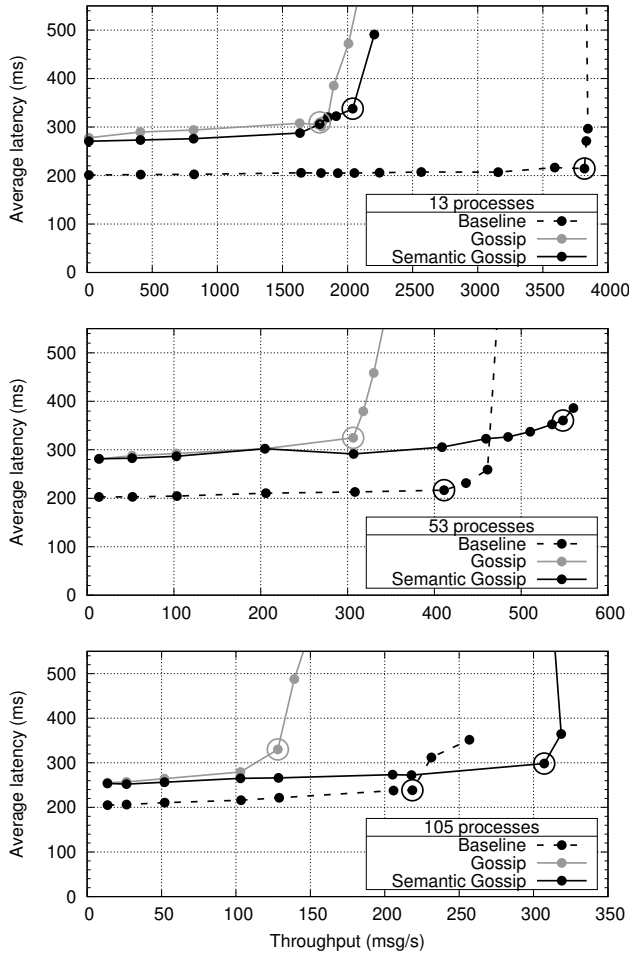 Average latency (ms)
500
400
300
200
100
0
13 processes
Baseline
Gossip
Semantic Gossip
0 500 1000 1500 2000 2500 3000 3500 4000
Average latency (ms)
500
400
300
200
100
0
53 processes
Baseline
Gossip
Semantic Gossip
0 100 200 300 400 500 600
Average latency (ms)
500
400
300
200
100
0
105 processes
Baseline
Gossip
Semantic Gossip
0 50 100 150 200 250 300 350
Throughput (msg/s)